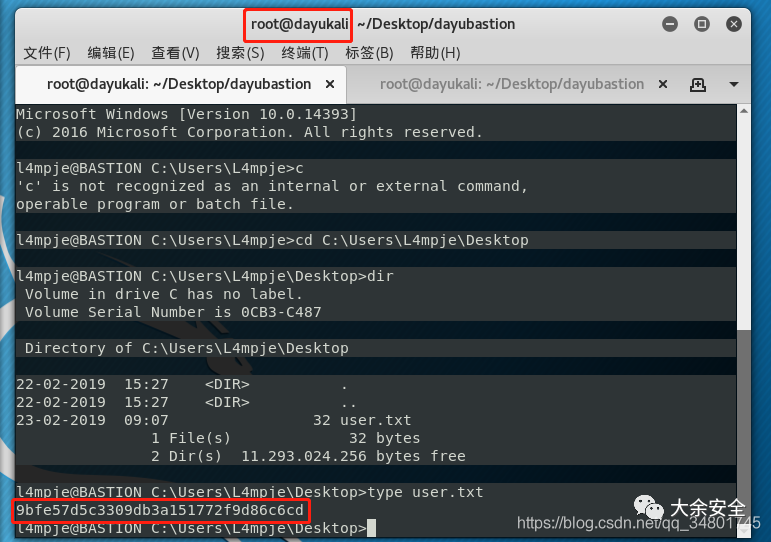 root@dayukali: ~/Desktop/dayubastion
文件(F) 编辑(E) 查看(V) 搜索(S) 终端(T) 标签(B) 帮助(H)
root@dayukali: ~/Desktop/dayubastion × root@dayukali: ~/Desktop/dayubastion ×
Microsoft Windows [Version 10.0.14393]
(c) 2016 Microsoft Corporation. All rights reserved.
l4mpje@BASTION C:\Users\L4mpje>c
'c' is not recognized as an internal or external command,
operable program or batch file.
l4mpje@BASTION C:\Users\L4mpje>cd C:\Users\L4mpje\Desktop
l4mpje@BASTION C:\Users\L4mpje\Desktop>dir
Volume in drive C has no label.
Volume Serial Number is 0CB3-C487
Directory of C:\Users\L4mpje\Desktop
22-02-2019 15:27 <DIR> .
22-02-2019 15:27 <DIR> ..
23-02-2019 09:07 32 user.txt
1 File(s) 32 bytes
2 Dir(s) 11.293.024.256 bytes free
l4mpje@BASTION C:\Users\L4mpje\Desktop>type user.txt
9bfe57d5c3309db3a151772f9d86c6cd
l4mpje@BASTION C:\Users\L4mpje\Desktop>
大余安全
https://blog.csdn.net/qq_34801745